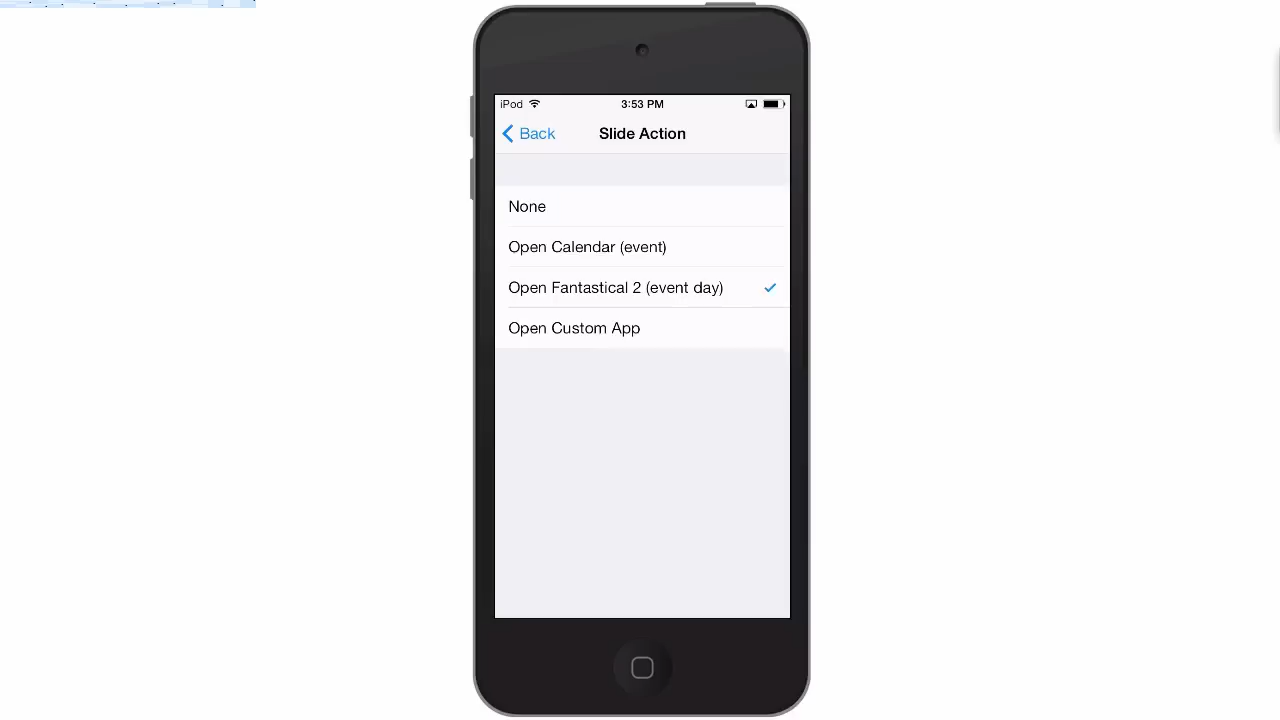 iPod 3:53 PM
Back Slide Action
None
Open Calendar (event)
Open Fantastical 2 (event day)
Open Custom App